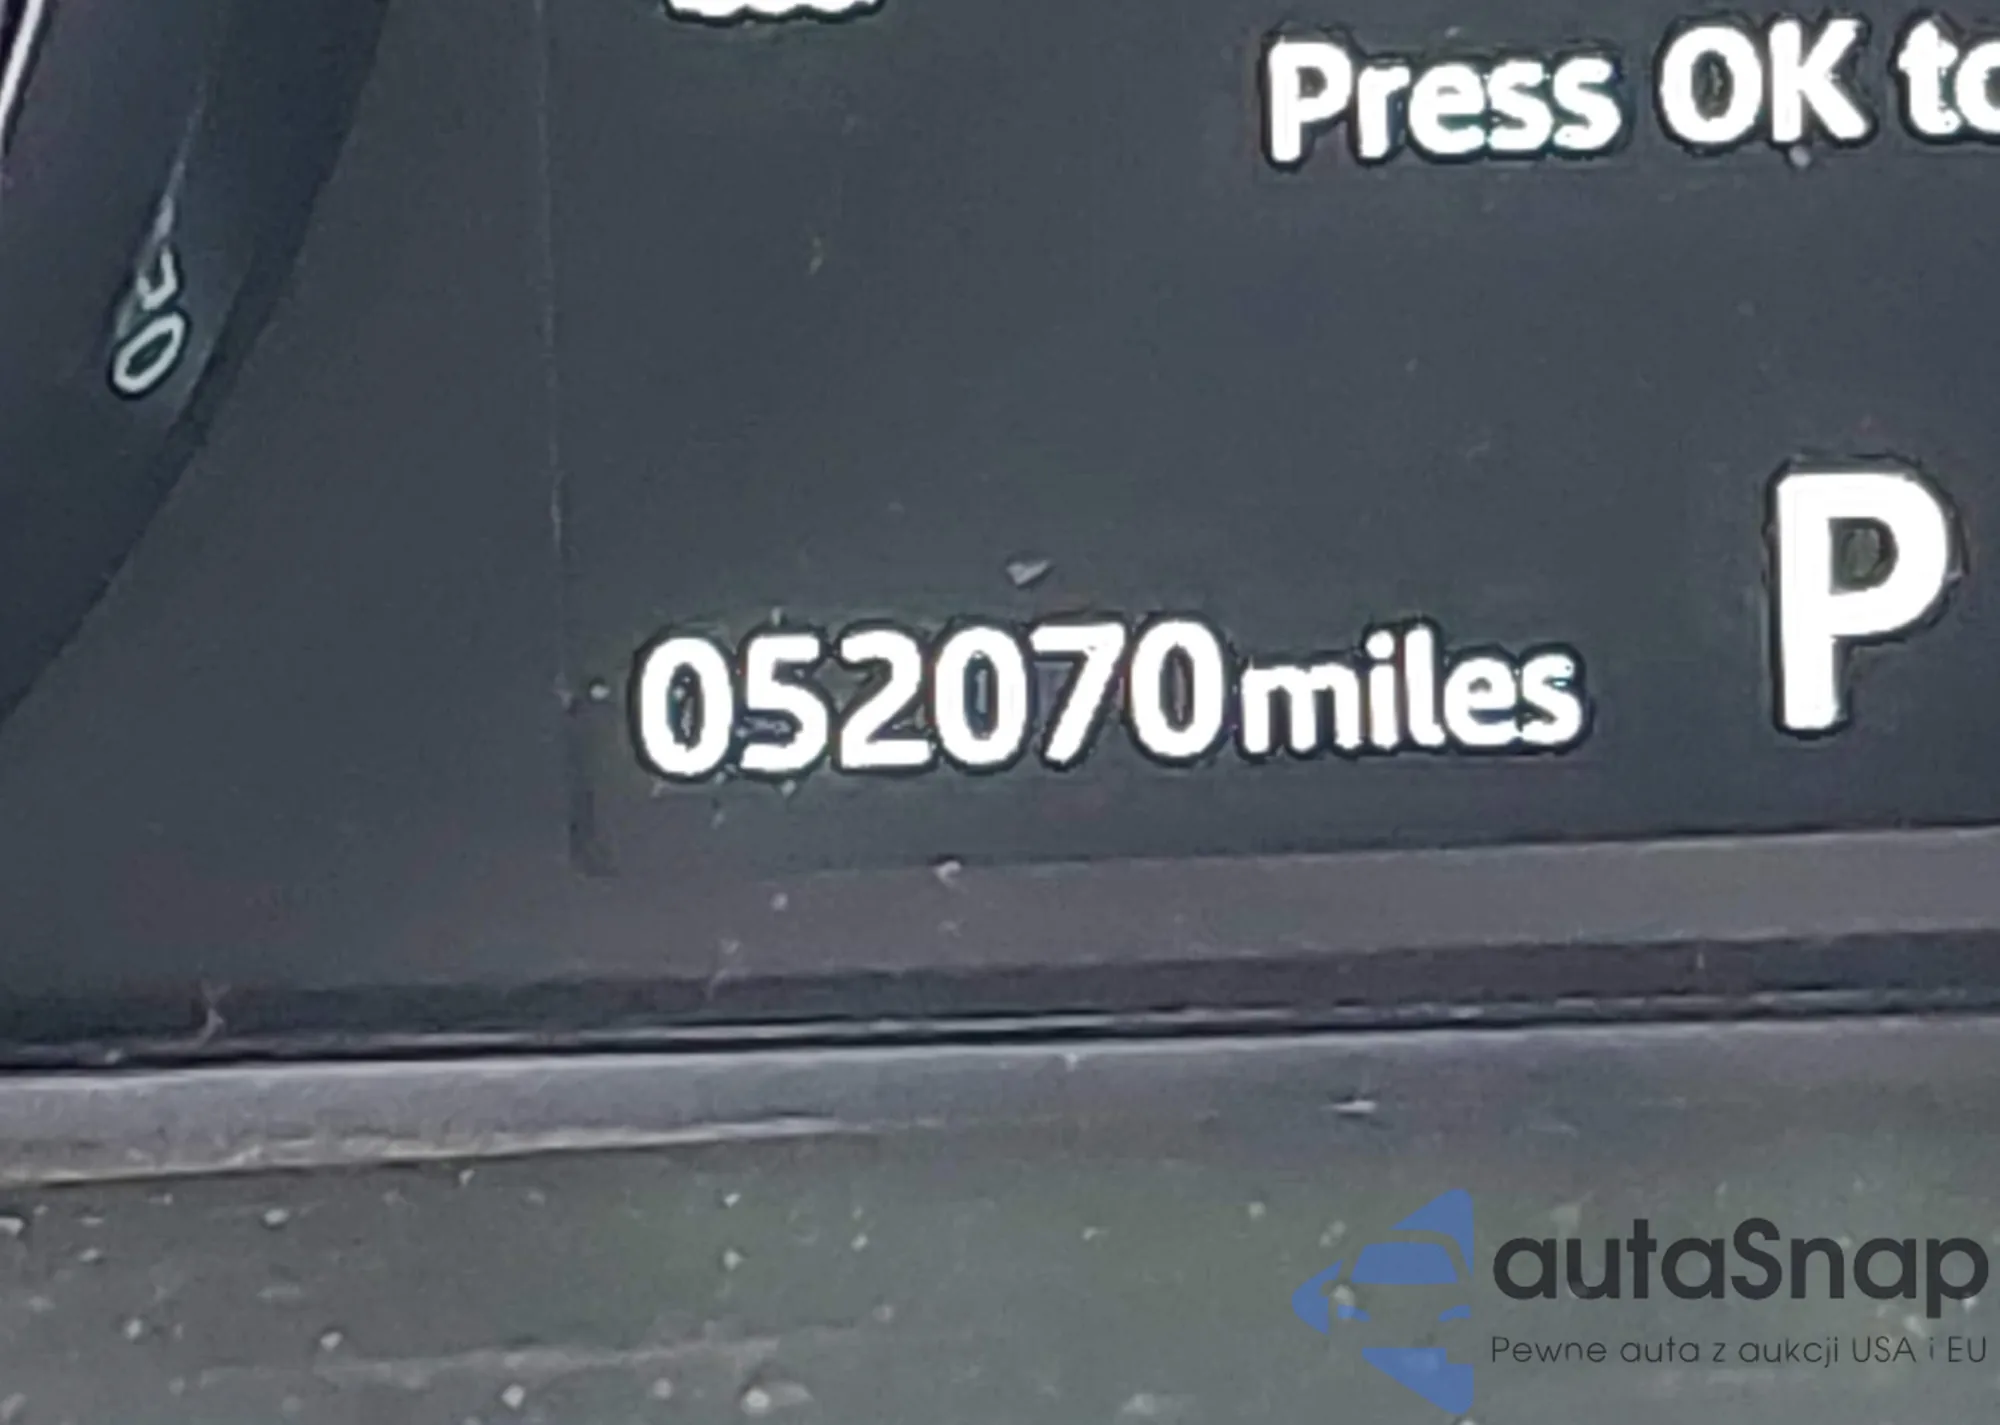 Press OK to
P
052070miles
autaSnap
Pewne auta z aukcji USA i EU